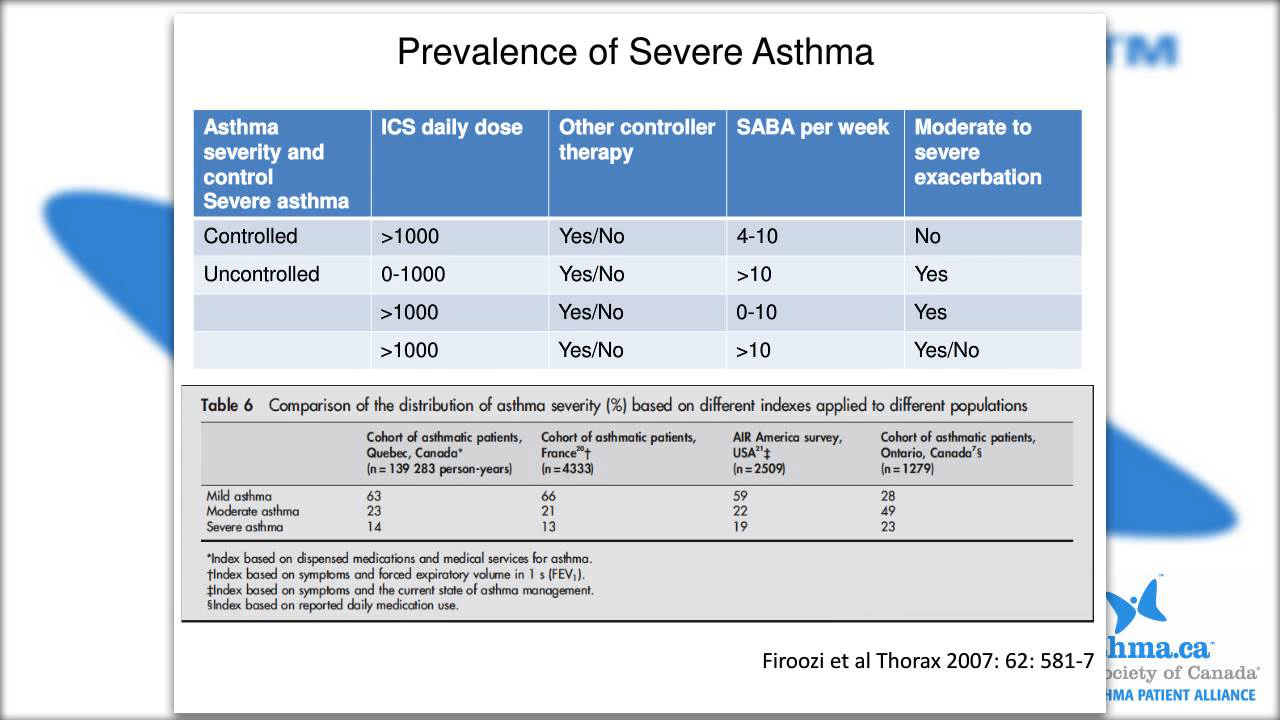 Prevalence of Severe Asthma
TM
Asthma severity and control Severe asthma | ICS daily dose | Other controller therapy | SABA per week | Moderate to severe exacerbation
Controlled | >1000 | Yes/No | 4-10 | No
Uncontrolled | 0-1000 | Yes/No | >10 | Yes
>1000 | Yes/No | 0-10 | Yes
>1000 | Yes/No | >10 | Yes/No
Table 6 Comparison of the distribution of asthma severity (%) based on different indexes applied to different populations
Cohort of asthmatic patients, Quebec, Canada* (n = 139 283 person-years) | Cohort of asthmatic patients, France20† (n = 4333) | AIR America survey, USA21‡ (n = 2509) | Cohort of asthmatic patients, Ontario, Canada7§ (n = 1279)
Mild asthma 63 66 59 28
Moderate asthma 23 21 22 49
Severe asthma 14 13 19 23
*Index based on dispensed medications and medical services for asthma.
†Index based on symptoms and forced expiratory volume in 1 s (FEV1).
‡Index based on symptoms and the current state of asthma management.
§Index based on reported daily medication use.
Firoozi et al Thorax 2007: 62: 581-7
™
hma.ca™
ociety of Canada®
HMA PATIENT ALLIANCE